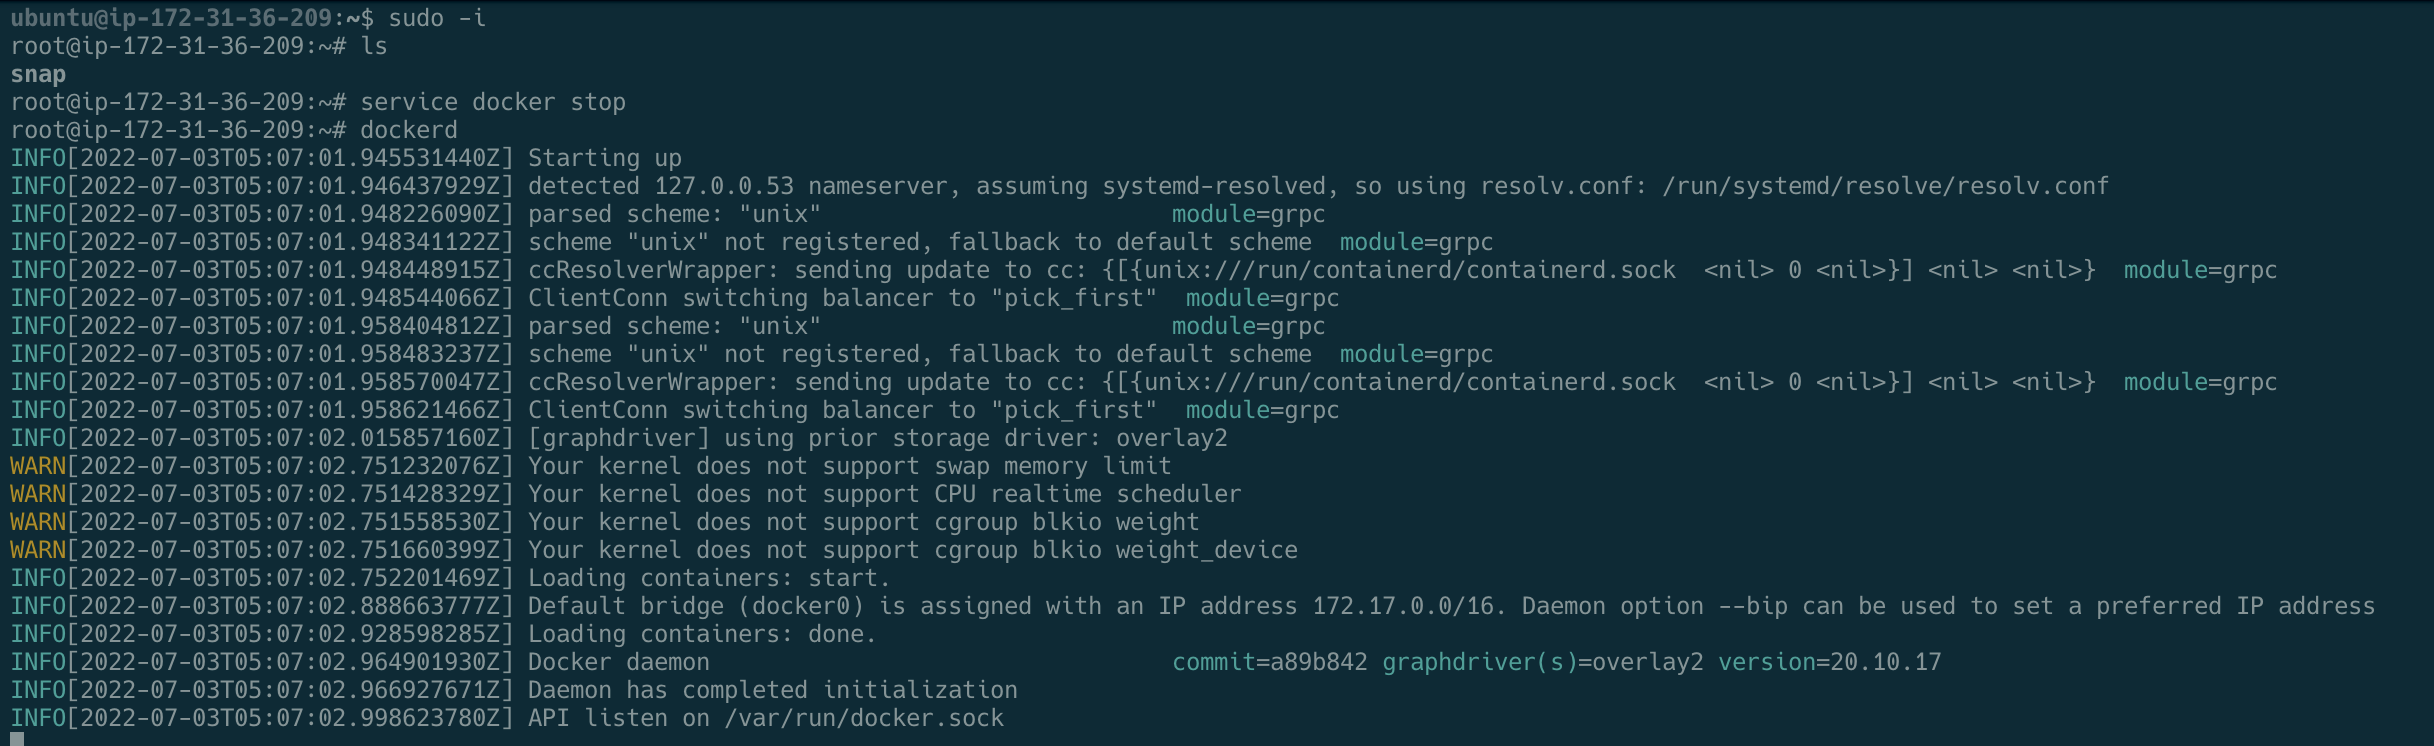 ubuntu@ip-172-31-36-209:~$ sudo -i
root@ip-172-31-36-209:~# ls
snap
root@ip-172-31-36-209:~# service docker stop
root@ip-172-31-36-209:~# dockerd
INFO[2022-07-03T05:07:01.945531440Z] Starting up
INFO[2022-07-03T05:07:01.946437929Z] detected 127.0.0.53 nameserver, assuming systemd-resolved, so using resolv.conf: /run/systemd/resolve/resolv.conf
INFO[2022-07-03T05:07:01.948226090Z] parsed scheme: "unix"                         module=grpc
INFO[2022-07-03T05:07:01.948341122Z] scheme "unix" not registered, fallback to default scheme  module=grpc
INFO[2022-07-03T05:07:01.948448915Z] ccResolverWrapper: sending update to cc: {[{unix:///run/containerd/containerd.sock  <nil> 0 <nil>}] <nil> <nil>}  module=grpc
INFO[2022-07-03T05:07:01.948544066Z] ClientConn switching balancer to "pick_first"  module=grpc
INFO[2022-07-03T05:07:01.958404812Z] parsed scheme: "unix"                         module=grpc
INFO[2022-07-03T05:07:01.958483237Z] scheme "unix" not registered, fallback to default scheme  module=grpc
INFO[2022-07-03T05:07:01.958570047Z] ccResolverWrapper: sending update to cc: {[{unix:///run/containerd/containerd.sock  <nil> 0 <nil>}] <nil> <nil>}  module=grpc
INFO[2022-07-03T05:07:01.958621466Z] ClientConn switching balancer to "pick_first"  module=grpc
INFO[2022-07-03T05:07:02.015857160Z] [graphdriver] using prior storage driver: overlay2
WARN[2022-07-03T05:07:02.751232076Z] Your kernel does not support swap memory limit
WARN[2022-07-03T05:07:02.751428329Z] Your kernel does not support CPU realtime scheduler
WARN[2022-07-03T05:07:02.751558530Z] Your kernel does not support cgroup blkio weight
WARN[2022-07-03T05:07:02.751660399Z] Your kernel does not support cgroup blkio weight_device
INFO[2022-07-03T05:07:02.752201469Z] Loading containers: start.
INFO[2022-07-03T05:07:02.888663777Z] Default bridge (docker0) is assigned with an IP address 172.17.0.0/16. Daemon option --bip can be used to set a preferred IP address
INFO[2022-07-03T05:07:02.928598285Z] Loading containers: done.
INFO[2022-07-03T05:07:02.964901930Z] Docker daemon                                 commit=a89b842 graphdriver(s)=overlay2 version=20.10.17
INFO[2022-07-03T05:07:02.966927671Z] Daemon has completed initialization
INFO[2022-07-03T05:07:02.998623780Z] API listen on /var/run/docker.sock